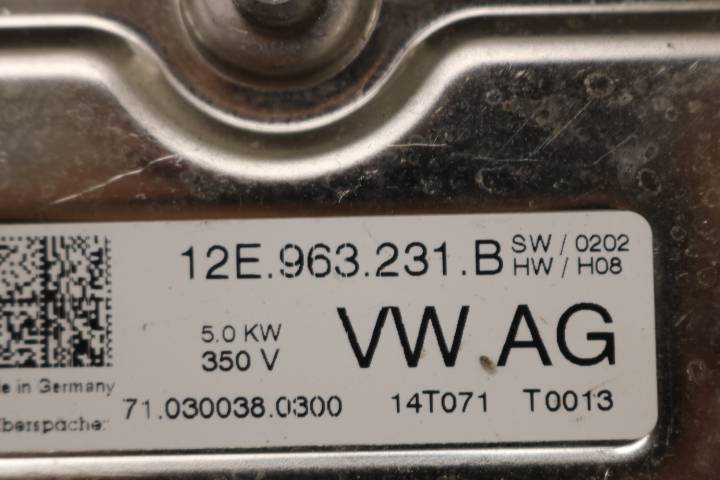 12E.963.231.B SW / 0202
HW / H08
5.0 KW
350 V
VW AG
in Germany
71.030038.0300 14T071 T0013